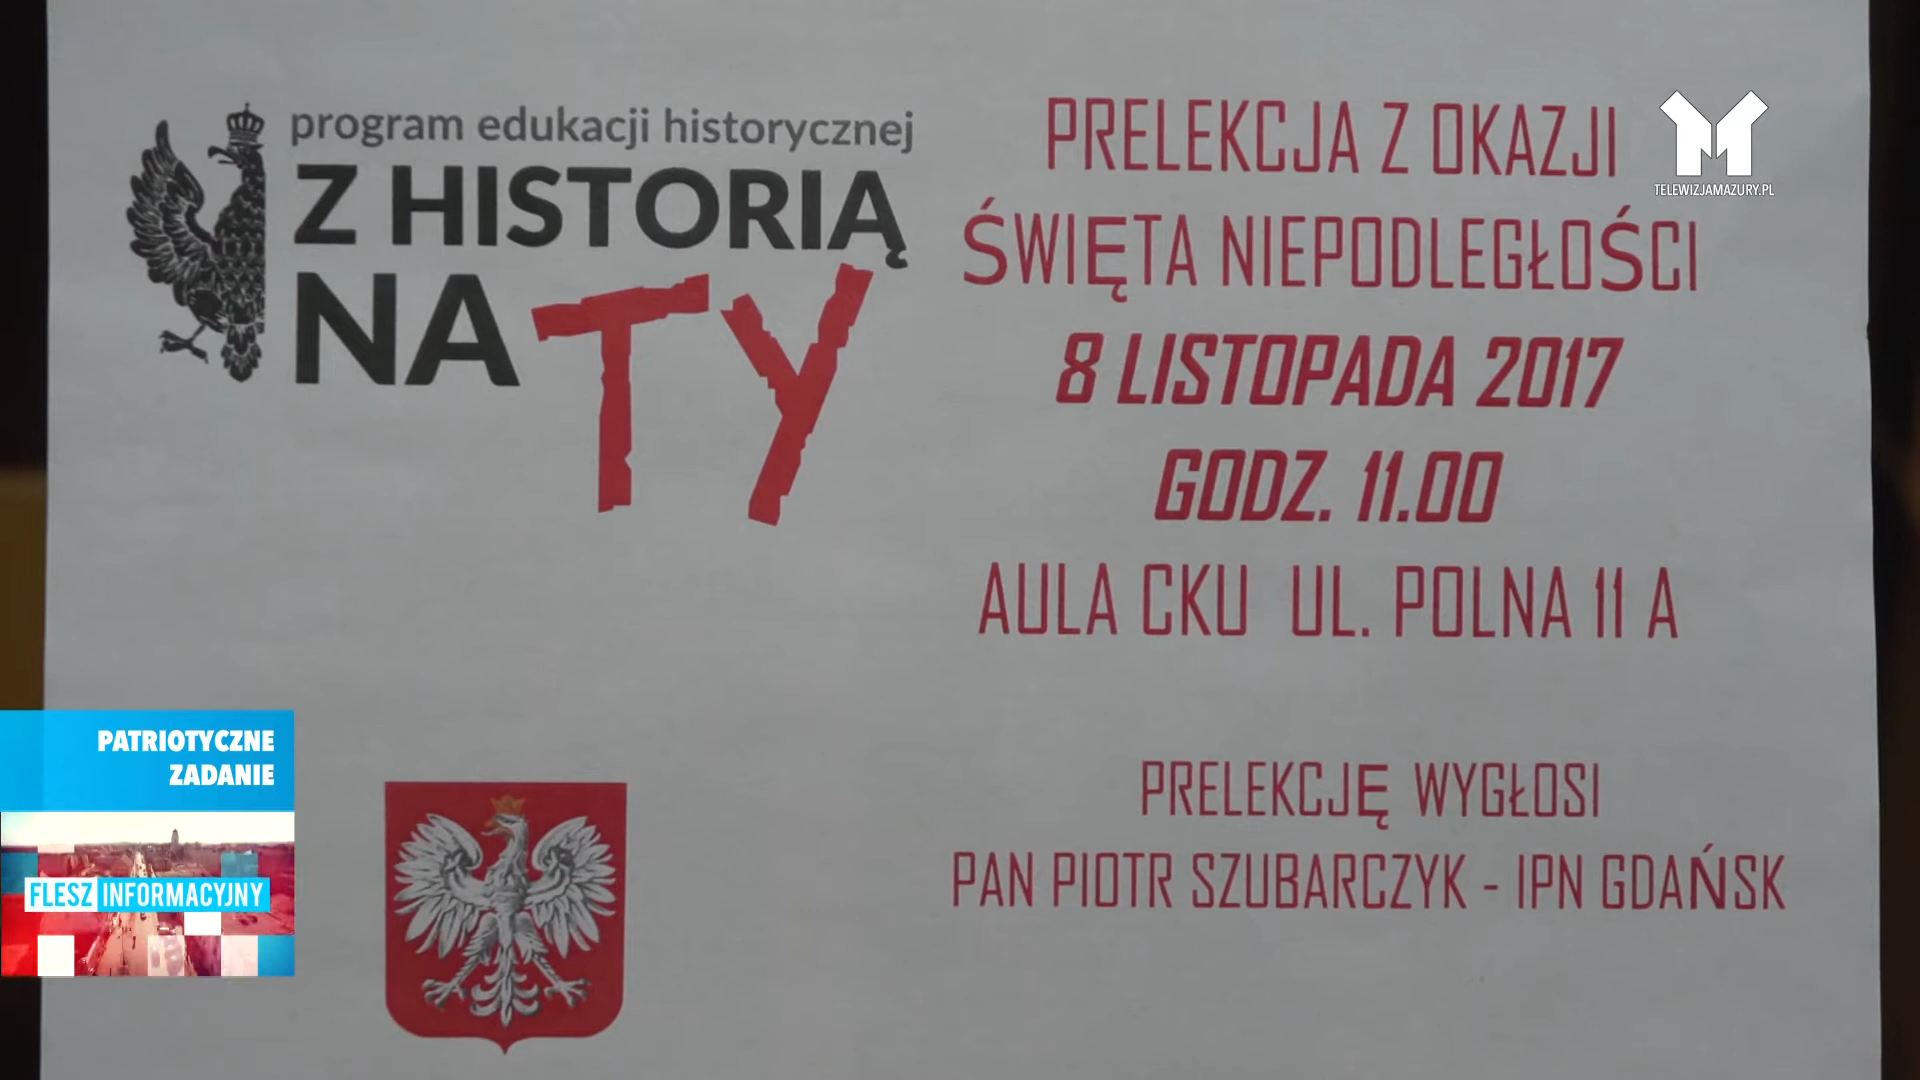 program edukacji historycznej
Z HISTORIĄ
NA TY
PRELEKCJA Z OKAZJI
ŚWIĘTA NIEPODLEGŁOŚCI
8 LISTOPADA 2017
GODZ. 11.00
AULA CKU UL. POLNA 11 A
PRELEKCJĘ WYGŁOSI
PAN PIOTR SZUBARCZYK - IPN GDAŃSK
TELEWIZJAMAZURY.PL
PATRIOTYCZNE
ZADANIE
FLESZ INFORMACYJNY